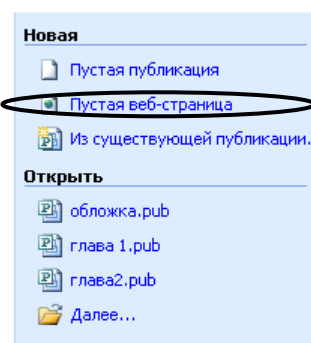 Новая
Пустая публикация
Пустая веб-страница
Из существующей публикации.
Открыть
обложка.pub
глава 1.pub
глава2.pub
Далее...